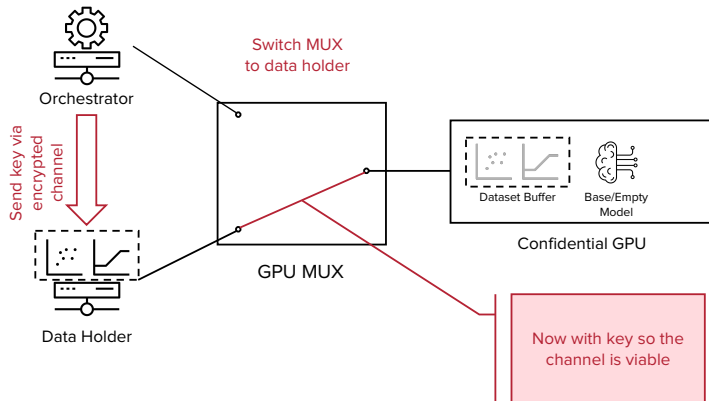 Switch MUX
to data holder
Orchestrator
Send key via
encrypted
channel
Dataset Buffer
Base/Empty
Model
Confidential GPU
GPU MUX
Data Holder
Now with key so the
channel is viable